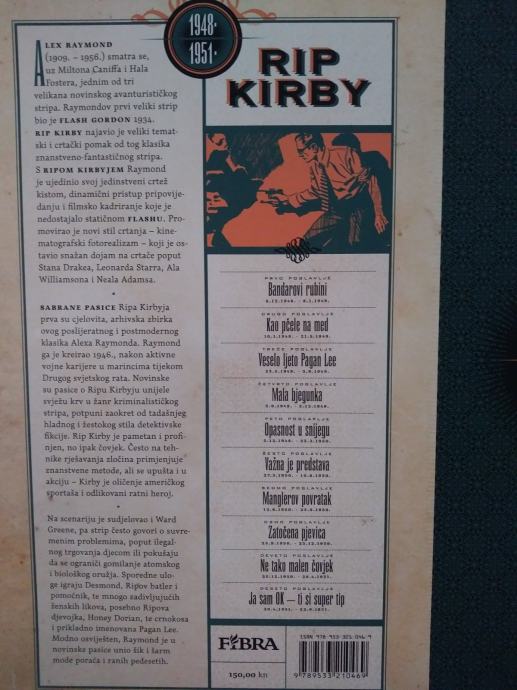 1948·
1951·
RIP
KIRBY
ALEX RAYMOND
(1909. – 1956.) smatra se,
uz Miltona Caniffa i Hala
Fostera, jednim od tri
velikana novinskog avanturističkog
stripa. Raymondov prvi veliki strip
bio je FLASH GORDON 1934.
RIP KIRBY najavio je veliki temat-
ski i crtački pomak od tog klasika
znanstveno-fantastičnog stripa.
S RIPOM KIRBYJEM Raymond
je ujedinio svoj jedinstveni crtež
kistom, dinamični pristup pripovije-
danju i filmsko kadriranje koji je
nedostajalo statičnom FLASHU. Pro-
movirao je novi stil crtanja – kine-
matografski fotorealizam – koji je os-
tavio snažan dojam na crtače poput
Stana Drakea, Leonarda Starra, Ala
Williamsona i Neala Adamsa.
SABRANE PASICE Ripa Kirbyja
prva su cjelovita, arhivska zbirka
ovog poslijeratnog i postmodernog
klasika Alexa Raymonda. Raymond
ga je kreirao 1946., nakon aktivne
vojne karijere u marincima tijekom
Drugog svjetskog rata. Novinske
su pasice o Ripu Kirbyju unijele
svježu krv u žanr kriminalističkog
stripa, potpuni zaokret od tadašnjeg
hladnog i žestokog stila detektivske
fikcije. Rip Kirby je pametan i profi-
njen, no ipak čovjek. Često na teh-
nike rješavanja zločina primjenjuje
znanstvene metode, ali se upušta i u
akciju – Kirby je oličenje američkog
sportaša i odlikovani ratni heroj.
Na scenariju je sudjelovao i Ward
Greene, pa strip često govori o suvre-
menim problemima, poput ilegal-
nog trgovanja djecom ili pokušaju
da se ograniči gomilanje atomskog
i biološkog oružja. Sporedne ulo-
ge igraju Desmond, Ripov batler i
pomoćnik, te mnogo zadivljujućih
ženskih likova, posebno Ripova
djevojka, Honey Dorian, te crnokosa
i prikladno imenovana Pagan Lee.
Modno osviješten, Raymond je u
novinske pasice unio šik i šarm
mode poraća i ranih pedesetih.
PRVO POGLAVLJE
Bandarovi rubini
DRUGO POGLAVLJE
Kao pčele na med
TREĆE POGLAVLJE
Veselo ljeto Pagan Lee
ČETVRTO POGLAVLJE
Mala bjegunka
PETO POGLAVLJE
Opasnost u snijegu
ŠESTO POGLAVLJE
Važna je predstava
SEDMO POGLAVLJE
Manglerov povratak
OSMO POGLAVLJE
Zatočena pjevica
DEVETO POGLAVLJE
Ne tako malen čovjek
DESETO POGLAVLJE
Ja sam OK — ti si super tip
FIBRA
150,00 kn
ISBN 978-953-321-046-9
9 789533 210469